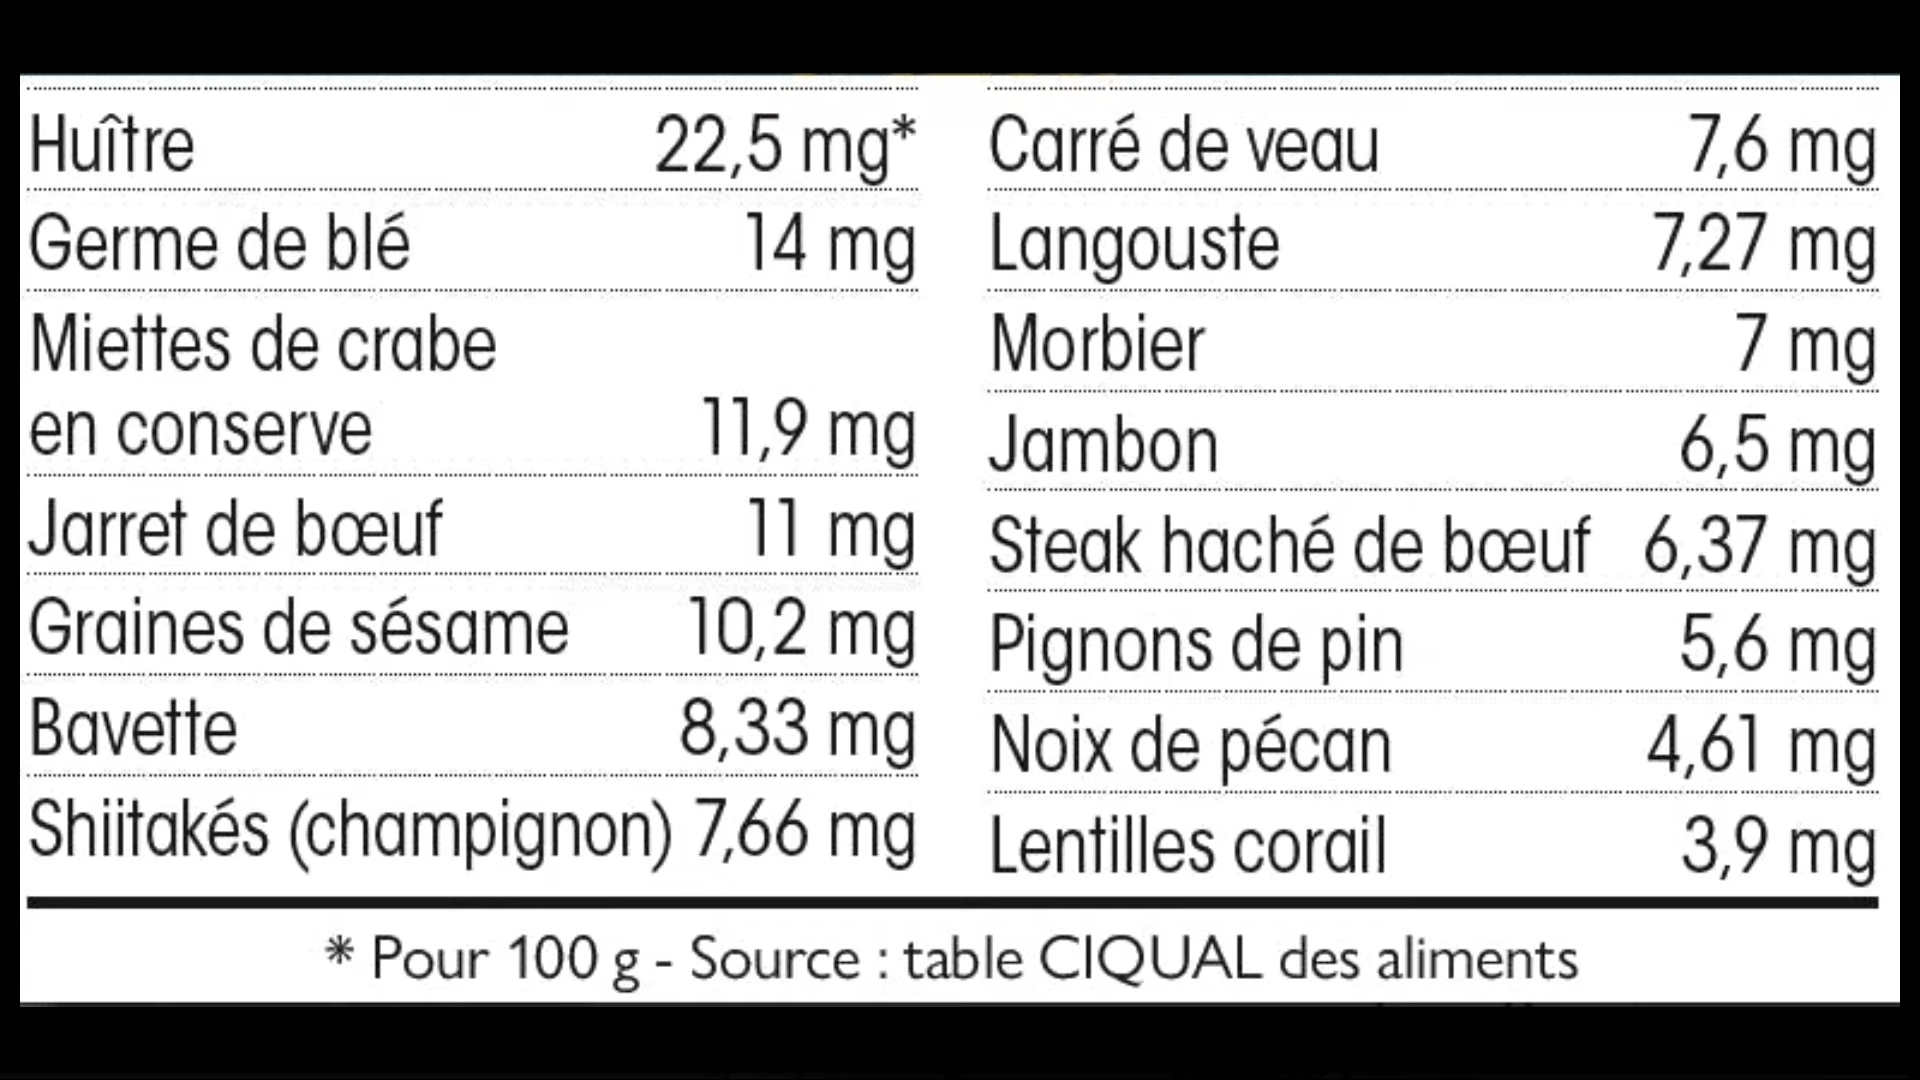 Huître 22,5 mg*
Germe de blé 14 mg
Miettes de crabe
en conserve 11,9 mg
Jarret de bœuf 11 mg
Graines de sésame 10,2 mg
Bavette 8,33 mg
Shiitakés (champignon) 7,66 mg
Carré de veau 7,6 mg
Langouste 7,27 mg
Morbier 7 mg
Jambon 6,5 mg
Steak haché de bœuf 6,37 mg
Pignons de pin 5,6 mg
Noix de pécan 4,61 mg
Lentilles corail 3,9 mg
* Pour 100 g - Source : table CIQUAL des aliments